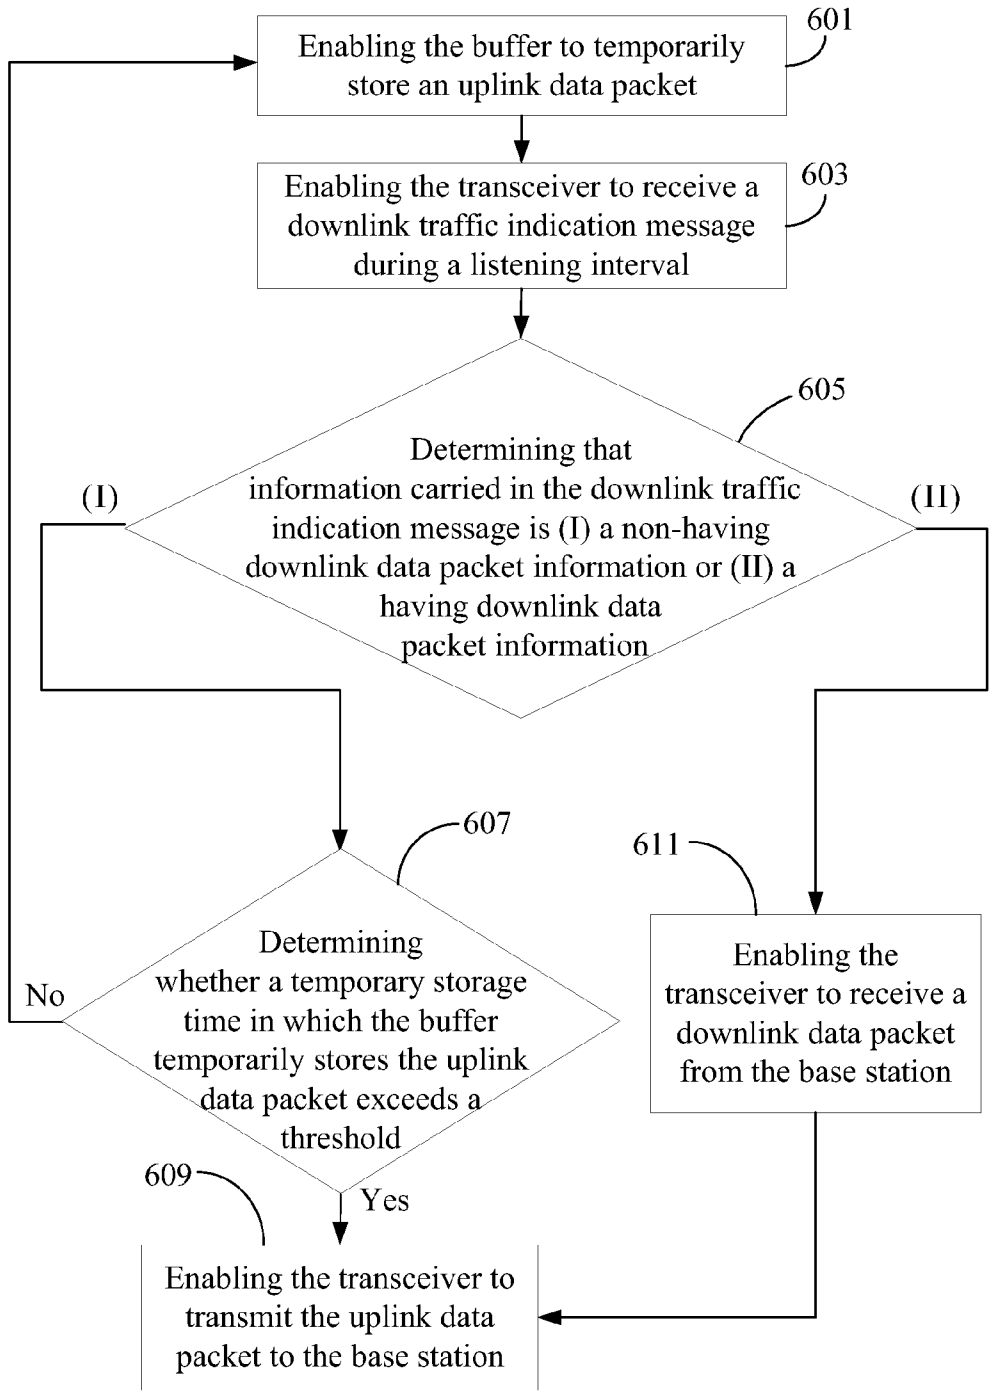 601
Enabling the buffer to temporarily
store an uplink data packet
603
Enabling the transceiver to receive a
downlink traffic indication message
during a listening interval
605
(I)
(II)
Determining that
information carried in the downlink traffic
indication message is (I) a non-having
downlink data packet information or (II) a
having downlink data
packet information
607
611
Determining
whether a temporary storage
time in which the buffer
temporarily stores the uplink
data packet exceeds a
threshold
No
Yes
Enabling the
transceiver to receive a
downlink data packet
from the base station
609
Enabling the transceiver to
transmit the uplink data
packet to the base station